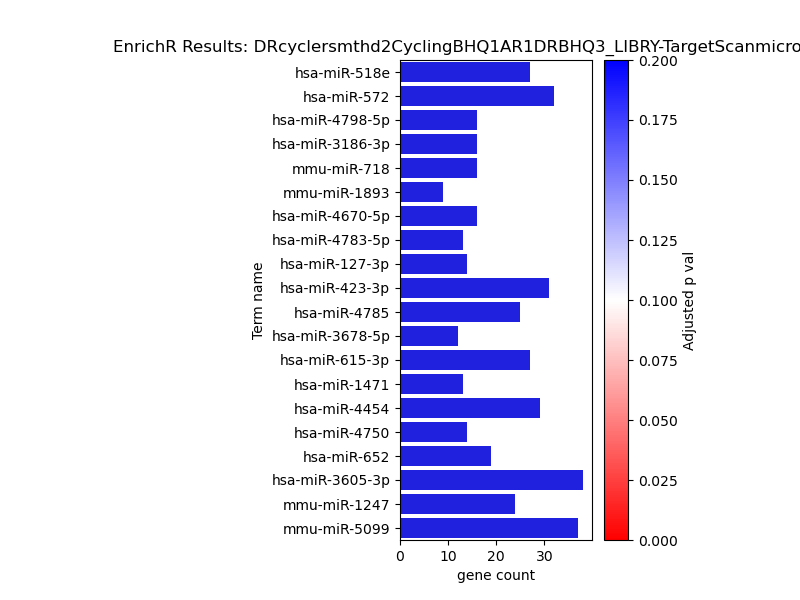 EnrichR Results: DRcyclersmthd2CyclingBHQ1AR1DRBHQ3_LIBRY-TargetScanmicro
hsa-miR-518e
hsa-miR-572
hsa-miR-4798-5p
hsa-miR-3186-3p
mmu-miR-718
mmu-miR-1893
hsa-miR-4670-5p
hsa-miR-4783-5p
hsa-miR-127-3p
hsa-miR-423-3p
hsa-miR-4785
hsa-miR-3678-5p
hsa-miR-615-3p
hsa-miR-1471
hsa-miR-4454
hsa-miR-4750
hsa-miR-652
hsa-miR-3605-3p
mmu-miR-1247
mmu-miR-5099
Term name
0 10 20 30
gene count
0.200
0.175
0.150
0.125
0.100
0.075
0.050
0.025
0.000
Adjusted p val